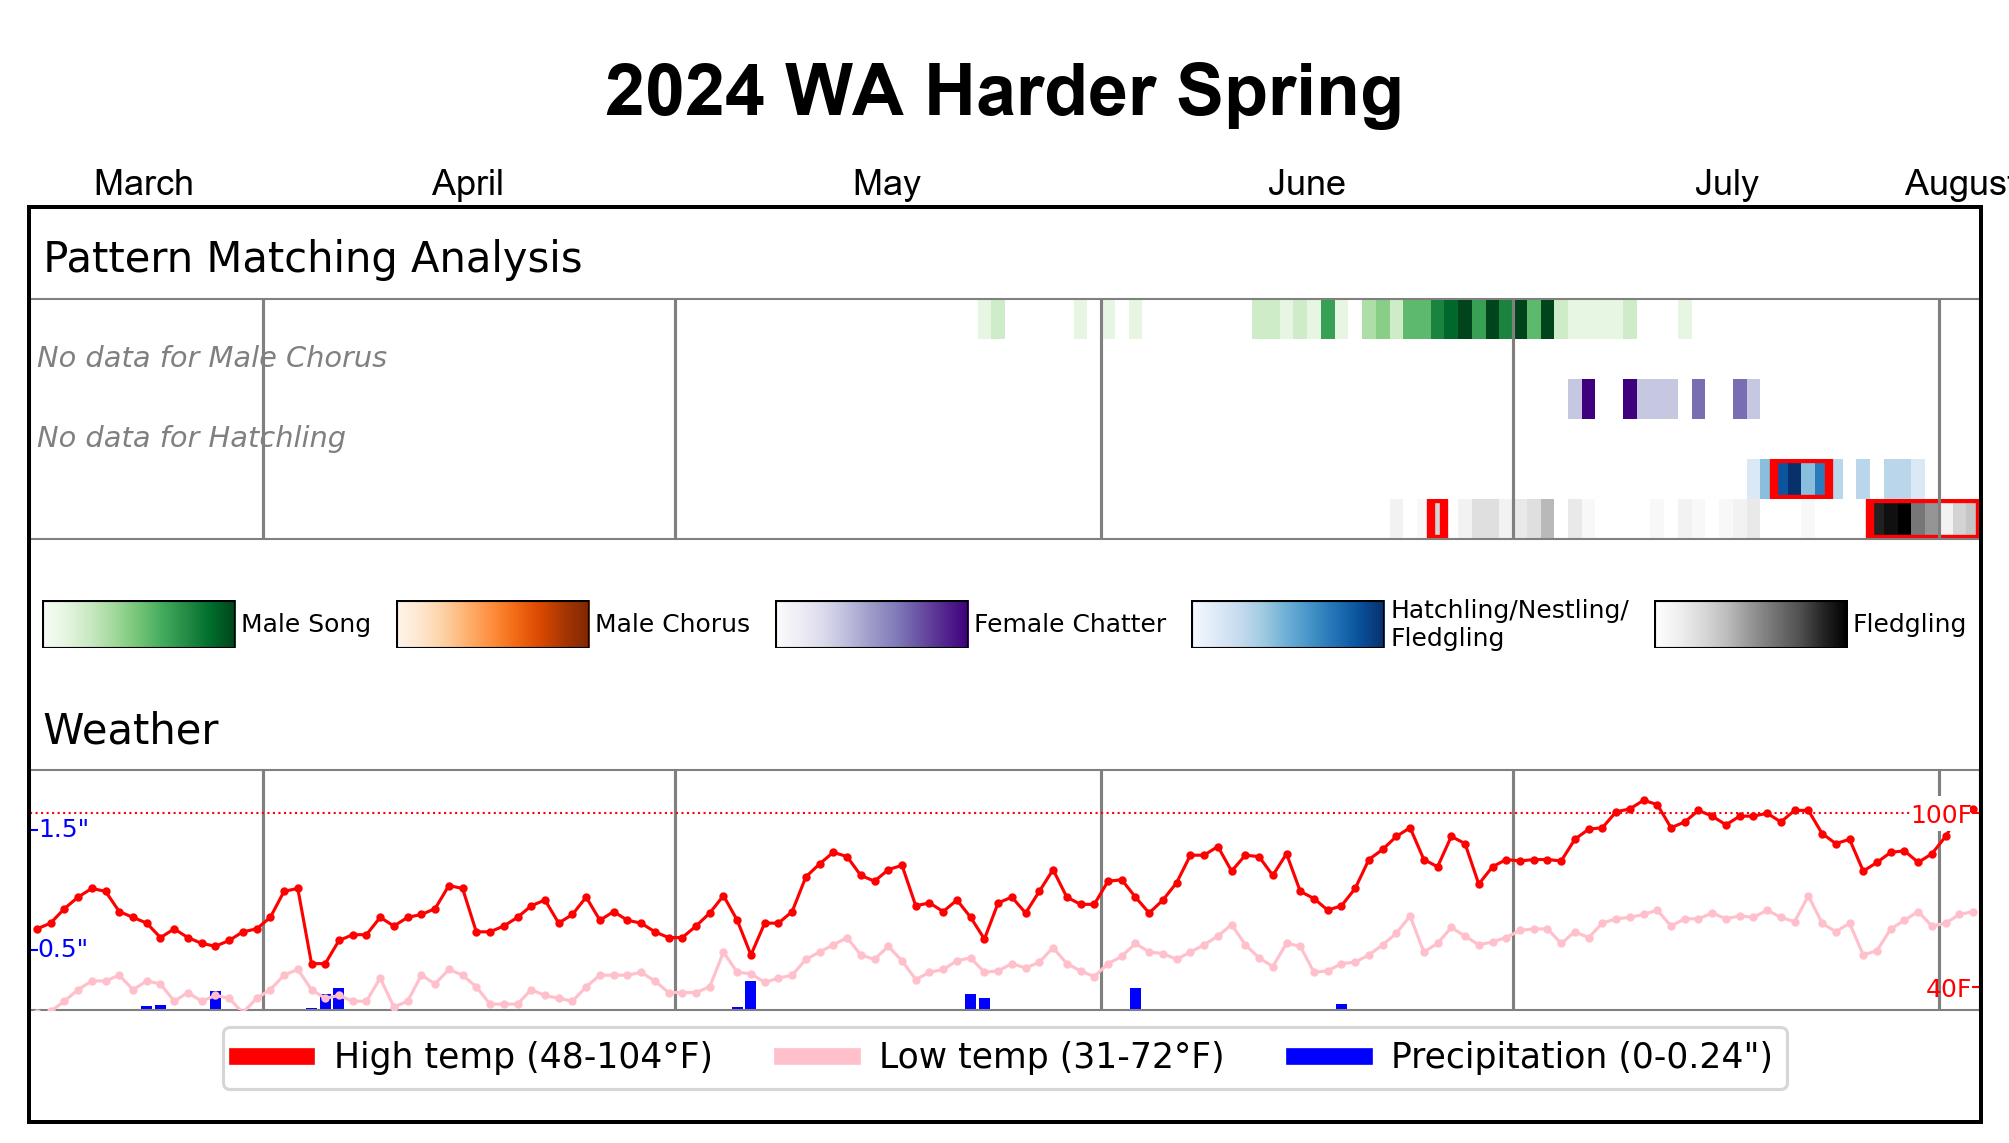 2024 WA Harder Spring
March April May June July Augus
Pattern Matching Analysis
No data for Male Chorus
No data for Hatchling
Male Song
Male Chorus
Female Chatter
Hatchling/Nestling/
Fledgling
Fledgling
Weather
1.5"
100F
0.5"
40F
High temp (48-104°F) Low temp (31-72°F) Precipitation (0-0.24")